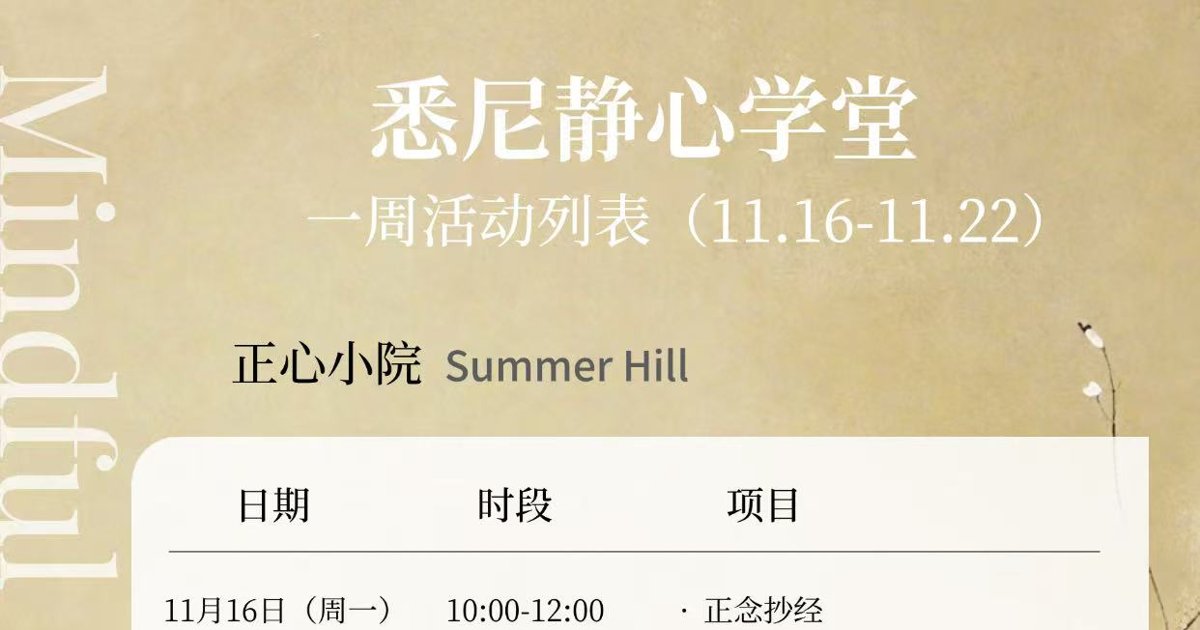 Mindful
悉尼静心学堂
一周活动列表（11.16-11.22）
正心小院 Summer Hill
日期 时段 项目
11月16日（周一） 10:00-12:00 · 正念抄经